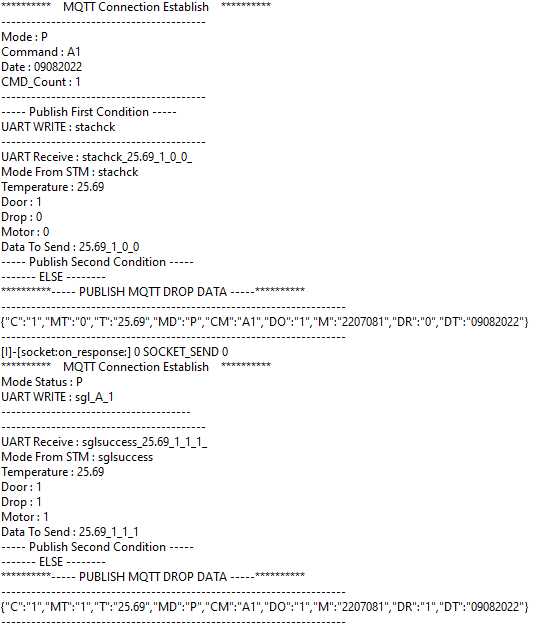 **********    MQTT Connection Establish    **********
-----------------------------------------
Mode : P
Command : A1
Date : 09082022
CMD_Count : 1
-----------------------------------------
----- Publish First Condition -----
UART WRITE : stachck
-----------------------------------------
UART Receive : stachck_25.69_1_0_0_
Mode From STM : stachck
Temperature : 25.69
Door : 1
Drop : 0
Motor : 0
Data To Send : 25.69_1_0_0
----- Publish Second Condition -----
------- ELSE --------
**********----- PUBLISH MQTT DROP DATA -----**********
---------------------------------------------------------------------
{"C":"1","MT":"0","T":"25.69","MD":"P","CM":"A1","DO":"1","M":"2207081","DR":"0","DT":"09082022"}
---------------------------------------------------------------------
[I]-[socket:on_response:] 0 SOCKET_SEND 0
**********    MQTT Connection Establish    **********
Mode Status : P
UART WRITE : sgl_A_1
--------------------------------------
-----------------------------------------
UART Receive : sglsuccess_25.69_1_1_1_
Mode From STM : sglsuccess
Temperature : 25.69
Door : 1
Drop : 1
Motor : 1
Data To Send : 25.69_1_1_1
----- Publish Second Condition -----
------- ELSE --------
**********----- PUBLISH MQTT DROP DATA -----**********
---------------------------------------------------------------------
{"C":"1","MT":"1","T":"25.69","MD":"P","CM":"A1","DO":"1","M":"2207081","DR":"1","DT":"09082022"}
---------------------------------------------------------------------